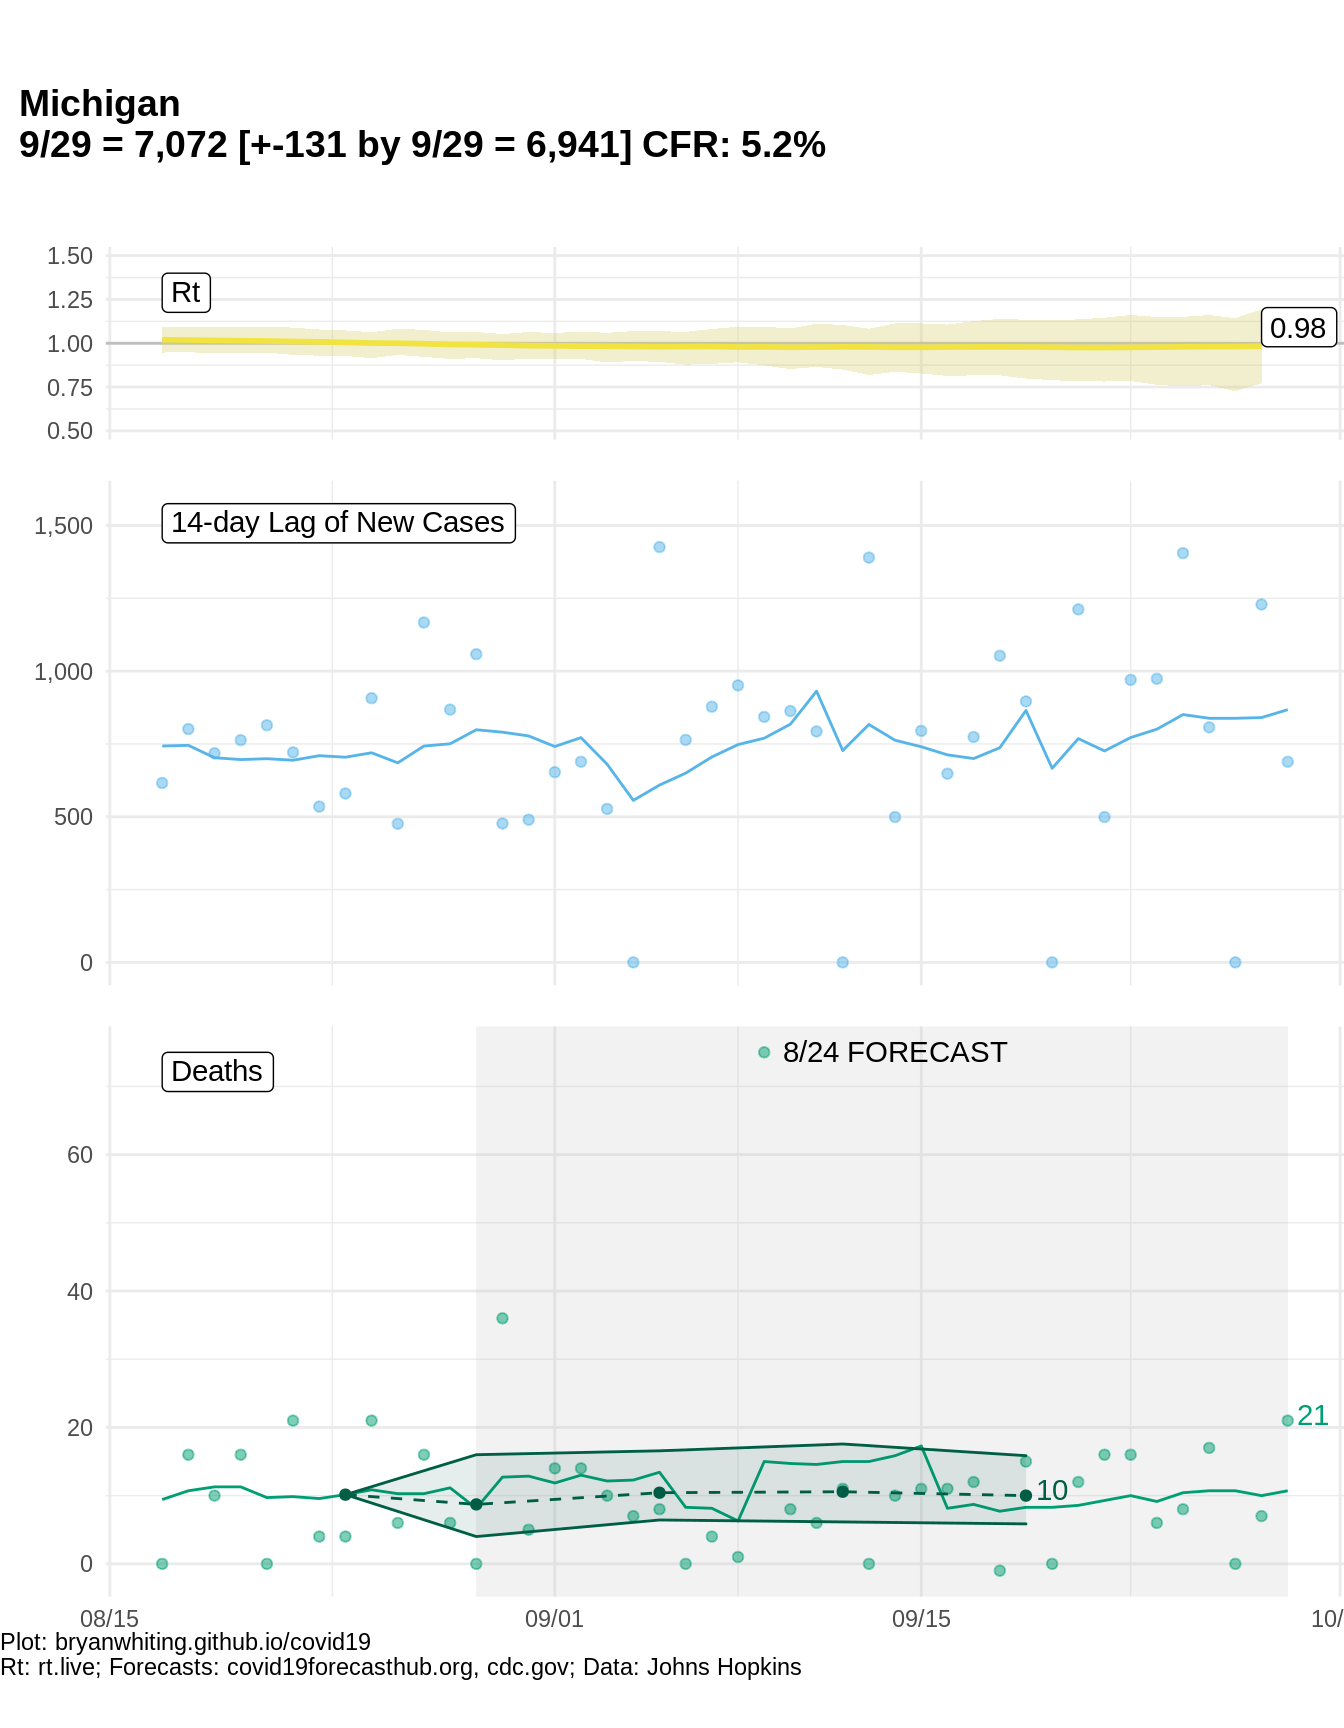 Michigan
9/29 = 7,072 [+-131 by 9/29 = 6,941] CFR: 5.2%
1.50
Rt
1.25
0.98
1.00
0.75
0.50
14-day Lag of New Cases
1,500
1,000
500
0
8/24 FORECAST
Deaths
60
40
20
21
10
0
08/15
09/01
09/15
10/
Plot: bryanwhiting.github.io/covid19
Rt: rt.live; Forecasts: covid19forecasthub.org, cdc.gov; Data: Johns Hopkins